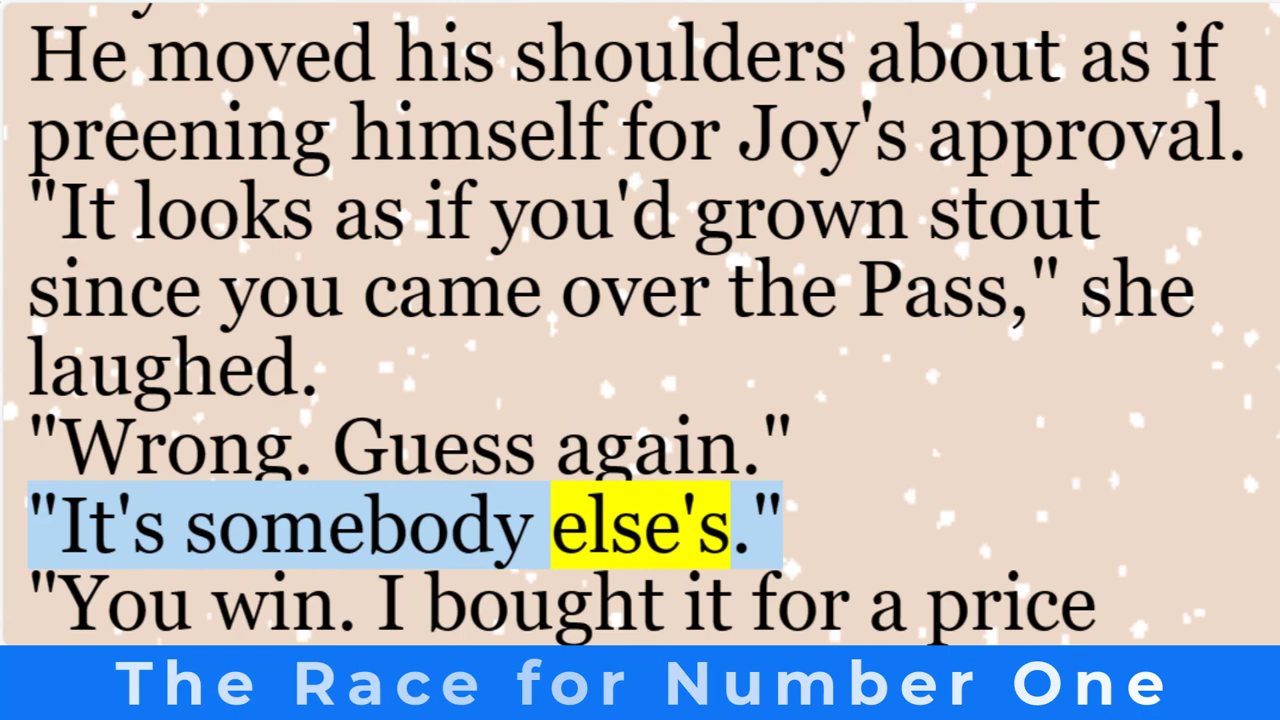 He moved his shoulders about as if
preening himself for Joy's approval.
"It looks as if you'd grown stout
since you came over the Pass," she
laughed.
"Wrong. Guess again."
"It's somebody else's."
"You win. I bought it for a price
The Race for Number One